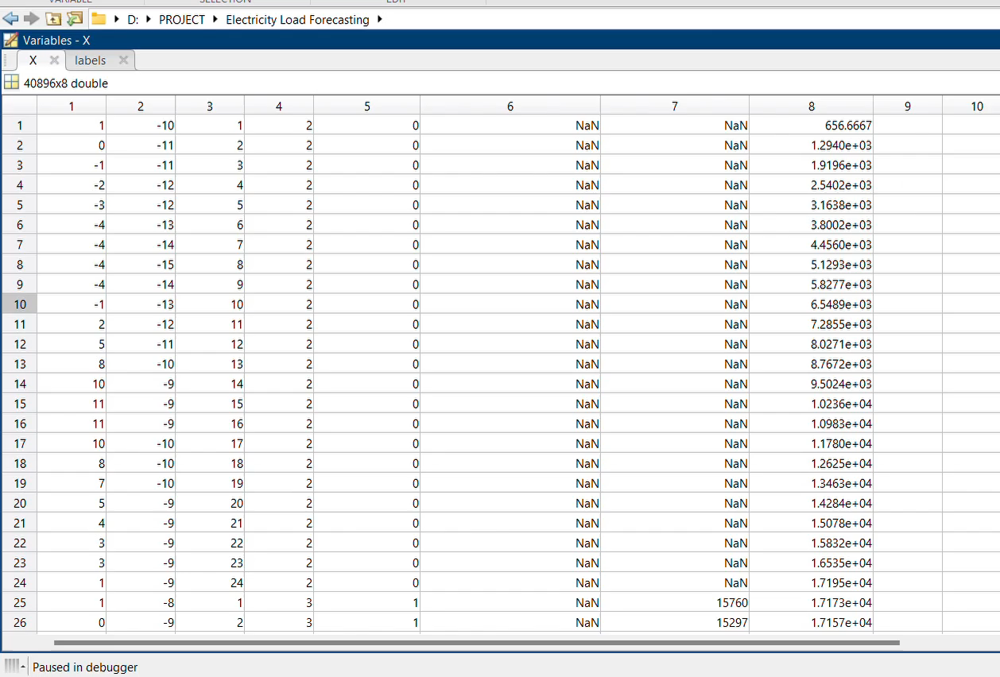 VARIABLE SELECTION EDIT
D: PROJECT Electricity Load Forecasting
Variables - X
X labels
40896x8 double
1 2 3 4 5 6 7 8 9 10
1 1 -10 1 2 0 NaN NaN 656.6667
2 0 -11 2 2 0 NaN NaN 1.2940e+03
3 -1 -11 3 2 0 NaN NaN 1.9196e+03
4 -2 -12 4 2 0 NaN NaN 2.5402e+03
5 -3 -12 5 2 0 NaN NaN 3.1638e+03
6 -4 -13 6 2 0 NaN NaN 3.8002e+03
7 -4 -14 7 2 0 NaN NaN 4.4560e+03
8 -4 -15 8 2 0 NaN NaN 5.1293e+03
9 -4 -14 9 2 0 NaN NaN 5.8277e+03
10 -1 -13 10 2 0 NaN NaN 6.5489e+03
11 2 -12 11 2 0 NaN NaN 7.2855e+03
12 5 -11 12 2 0 NaN NaN 8.0271e+03
13 8 -10 13 2 0 NaN NaN 8.7672e+03
14 10 -9 14 2 0 NaN NaN 9.5024e+03
15 11 -9 15 2 0 NaN NaN 1.0236e+04
16 11 -9 16 2 0 NaN NaN 1.0983e+04
17 10 -10 17 2 0 NaN NaN 1.1780e+04
18 8 -10 18 2 0 NaN NaN 1.2625e+04
19 7 -10 19 2 0 NaN NaN 1.3463e+04
20 5 -9 20 2 0 NaN NaN 1.4284e+04
21 4 -9 21 2 0 NaN NaN 1.5078e+04
22 3 -9 22 2 0 NaN NaN 1.5832e+04
23 3 -9 23 2 0 NaN NaN 1.6535e+04
24 1 -9 24 2 0 NaN NaN 1.7195e+04
25 1 -8 1 3 1 NaN 15760 1.7173e+04
26 0 -9 2 3 1 NaN 15297 1.7157e+04
Paused in debugger